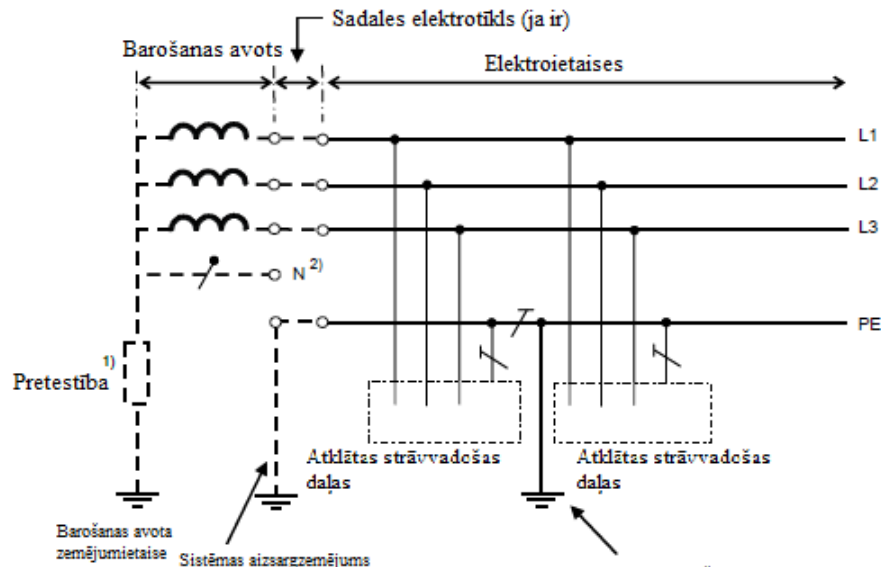 Sadales elektrotīkls (ja ir)
Barošanas avots
Elektroietaises
L1
L2
L3
N 2)
PE
1)
Pretestība
Atklātas strāvvadošas
daļas
Atklātas strāvvadošas
daļas
Barošanas avota
zemējumietaise
Sistēmas aizsargzemējums